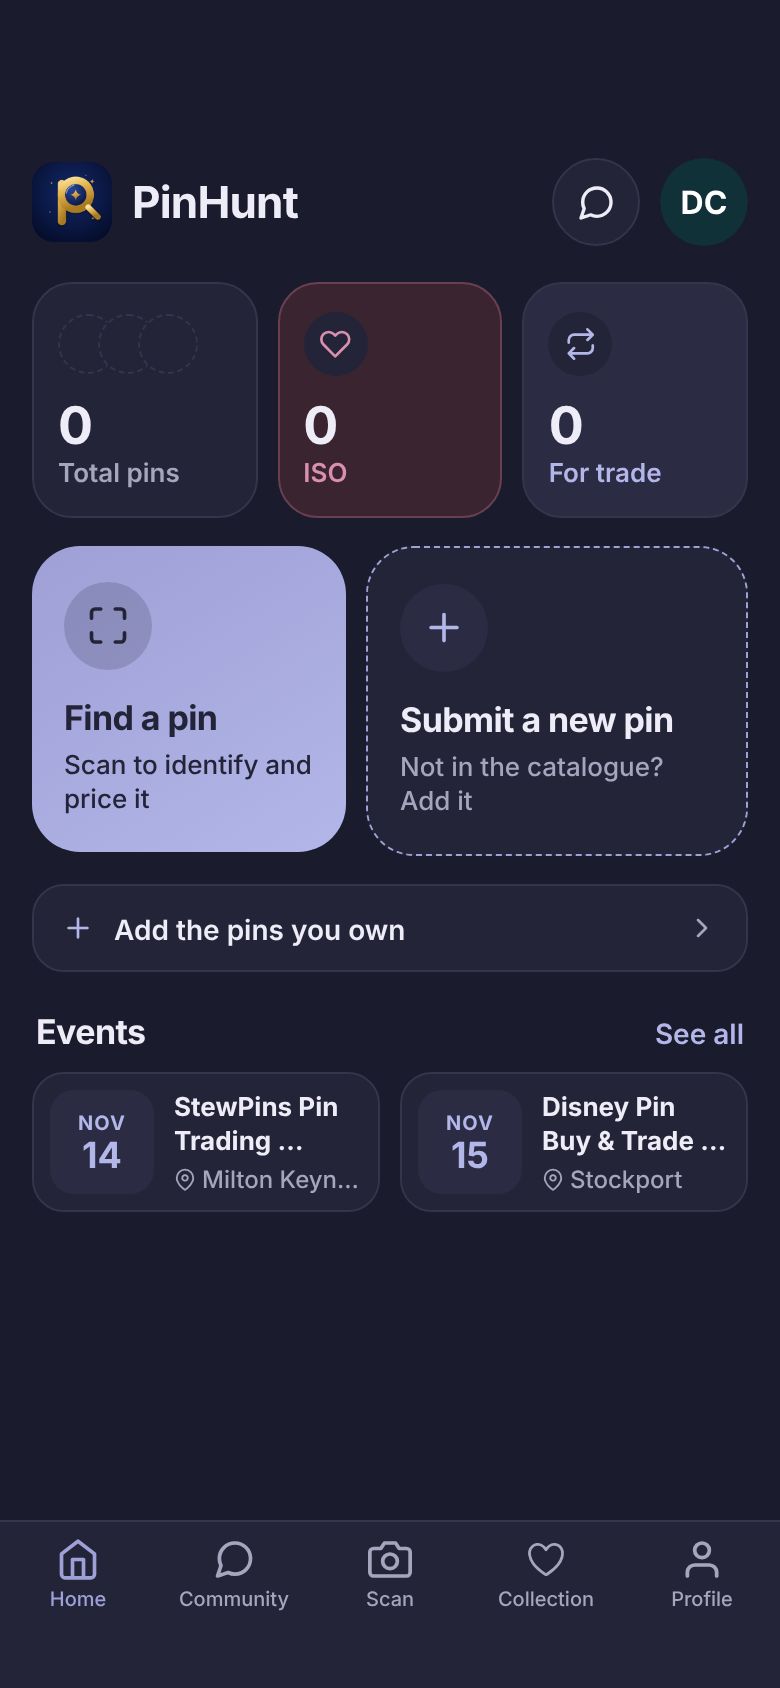 PinHunt
DC
0
Total pins
0
ISO
0
For trade
Find a pin
Scan to identify and
price it
Submit a new pin
Not in the catalogue?
Add it
Add the pins you own
Events
See all
NOV
14
StewPins Pin
Trading ...
Milton Keyn...
NOV
15
Disney Pin
Buy & Trade ...
Stockport
Home
Community
Scan
Collection
Profile